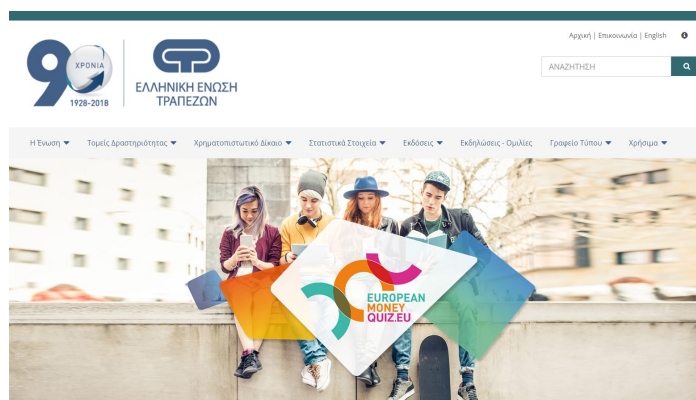 Αρχική | Επικοινωνία | English
ΑΝΑΖΗΤΗΣΗ
90
ΧΡΟΝΙΑ
1928-2018
ΕΛΛΗΝΙΚΗ ΕΝΩΣΗ
ΤΡΑΠΕΖΩΝ
Η Ένωση Τομείς Δραστηριότητας Χρηματοπιστωτικό Δίκαιο Στατιστικά Στοιχεία Εκδόσεις Εκδηλώσεις - Ομιλίες Γραφείο Τύπου Χρήσιμα
EUROPEAN
MONEY
QUIZ.EU